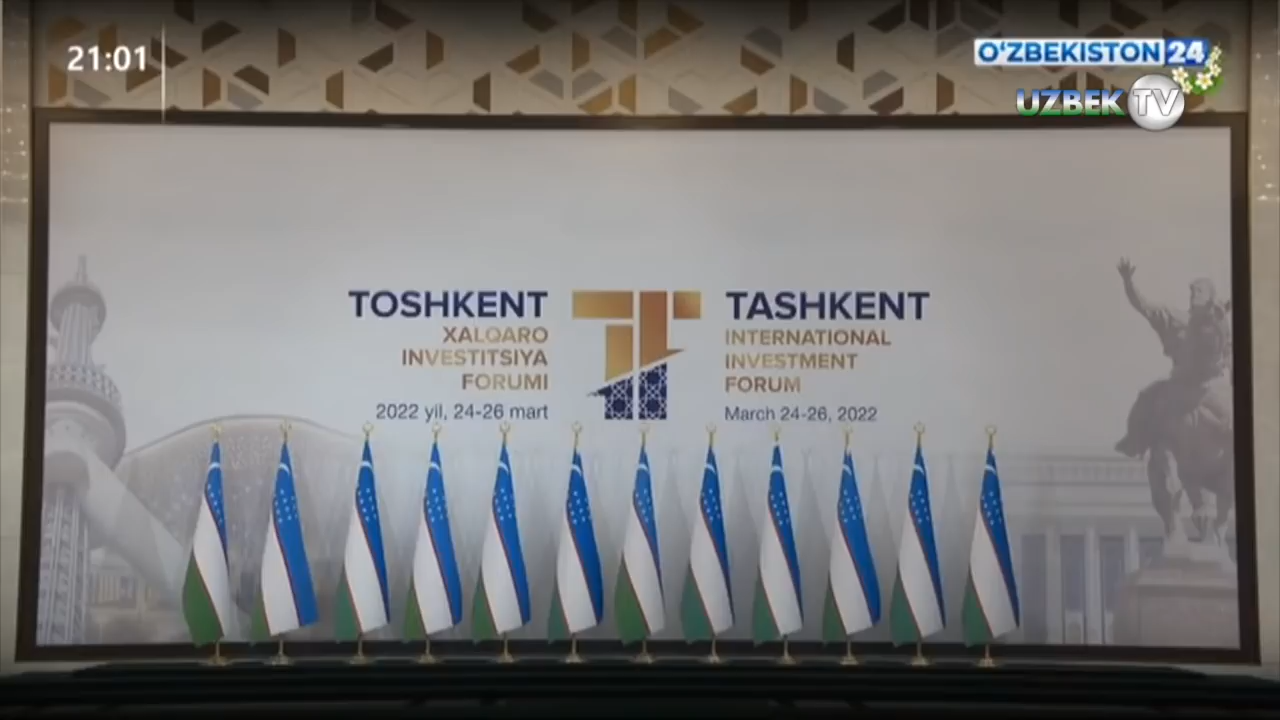 21:01
O‘ZBEKISTON 24
UZBEK TV
TOSHKENT
XALQARO
INVESTITSIYA
FORUMI
2022 yil, 24-26 mart
TASHKENT
INTERNATIONAL
INVESTMENT
FORUM
March 24-26, 2022